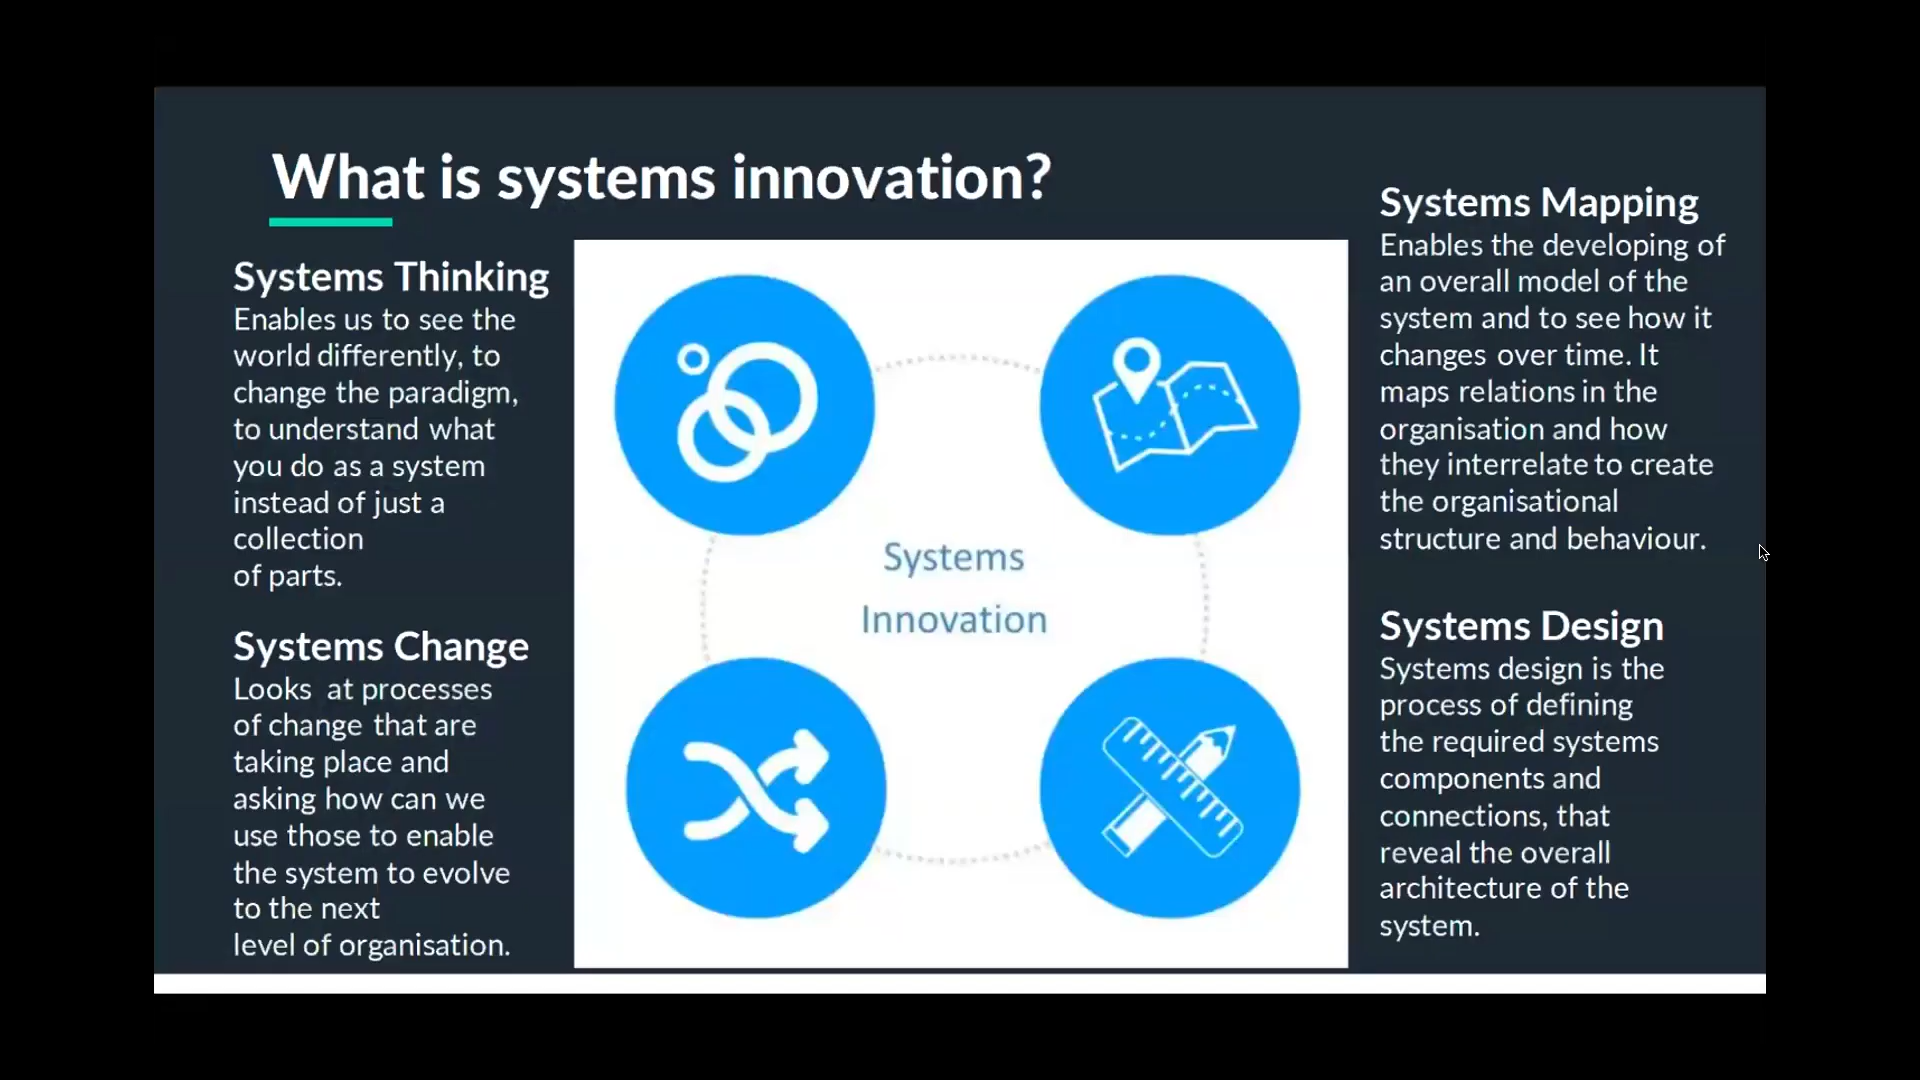 What is systems innovation?
Systems Thinking
Enables us to see the
world differently, to
change the paradigm,
to understand what
you do as a system
instead of just a
collection
of parts.
Systems Change
Looks at processes
of change that are
taking place and
asking how can we
use those to enable
the system to evolve
to the next
level of organisation.
Systems
Innovation
Systems Mapping
Enables the developing of
an overall model of the
system and to see how it
changes over time. It
maps relations in the
organisation and how
they interrelate to create
the organisational
structure and behaviour.
Systems Design
Systems design is the
process of defining
the required systems
components and
connections, that
reveal the overall
architecture of the
system.